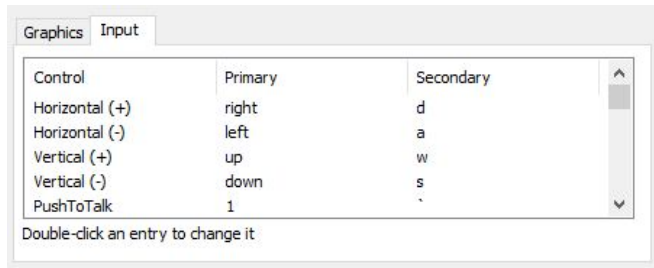 Graphics Input
Control Primary Secondary
Horizontal (+) right d
Horizontal (-) left a
Vertical (+) up w
Vertical (-) down s
PushToTalk 1 `
Double-click an entry to change it